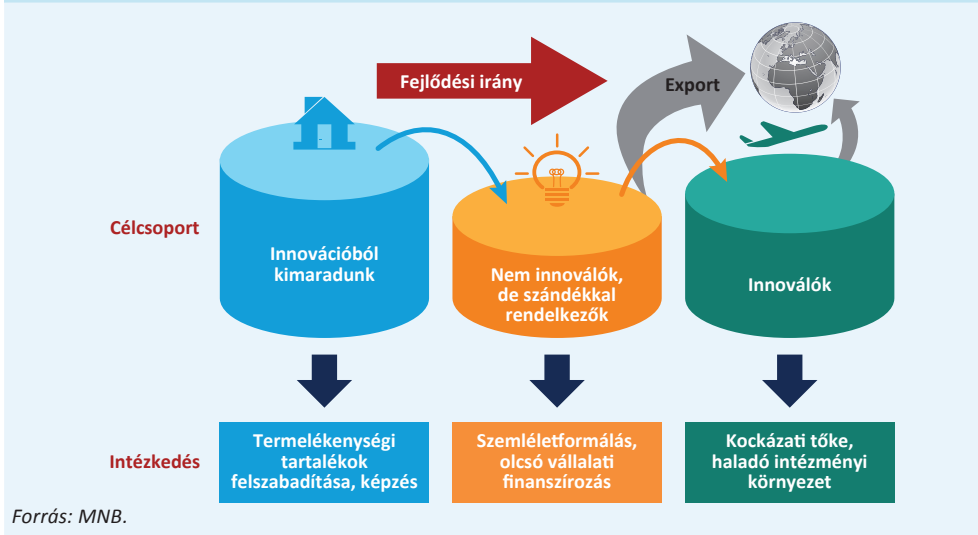 Fejlődési irány
Export
Célcsoport
Innovációból
kimaradunk
Nem innoválók,
de szándékkal
rendelkezők
Innoválók
Intézkedés
Termelékenységi
tartalékok
felszabadítása, képzés
Szemléletformálás,
olcsó vállalati
finanszírozás
Kockázati tőke,
haladó intézményi
környezet
Forrás: MNB.